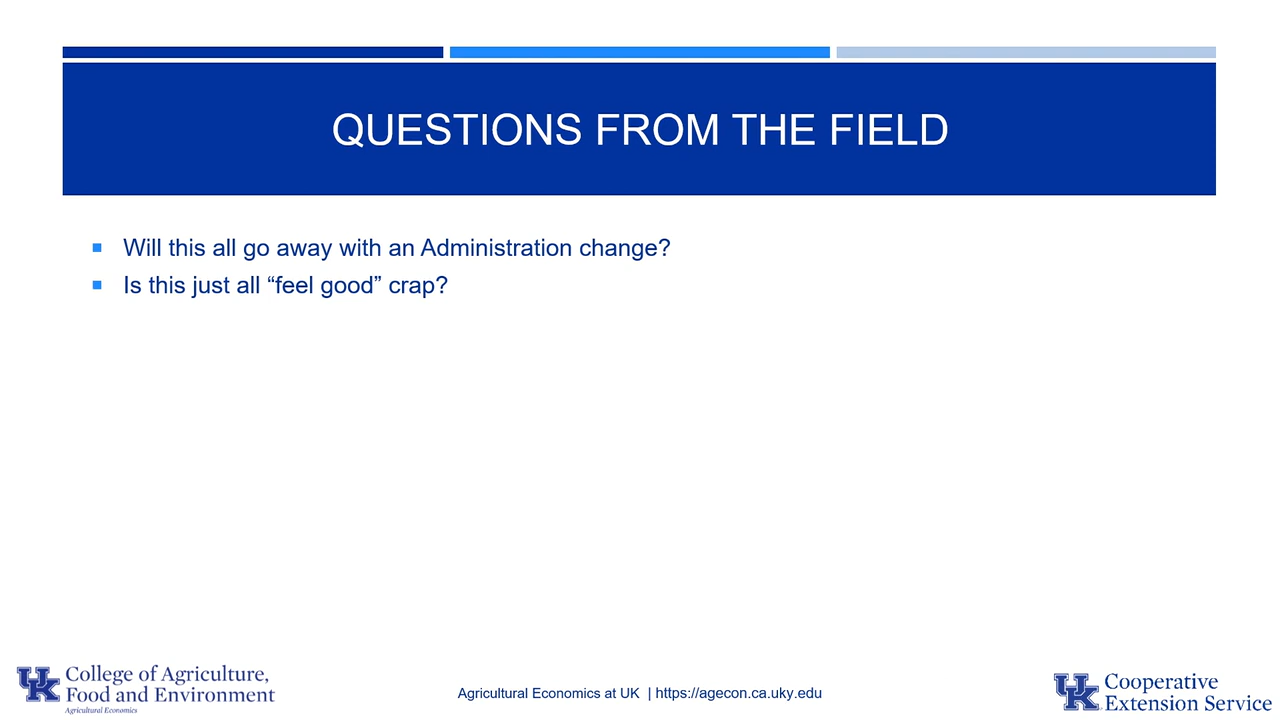 QUESTIONS FROM THE FIELD
Will this all go away with an Administration change?
Is this just all “feel good” crap?
UK College of Agriculture,
Food and Environment
Agricultural Economics
Agricultural Economics at UK | https://agecon.ca.uky.edu
UK Cooperative
Extension Service